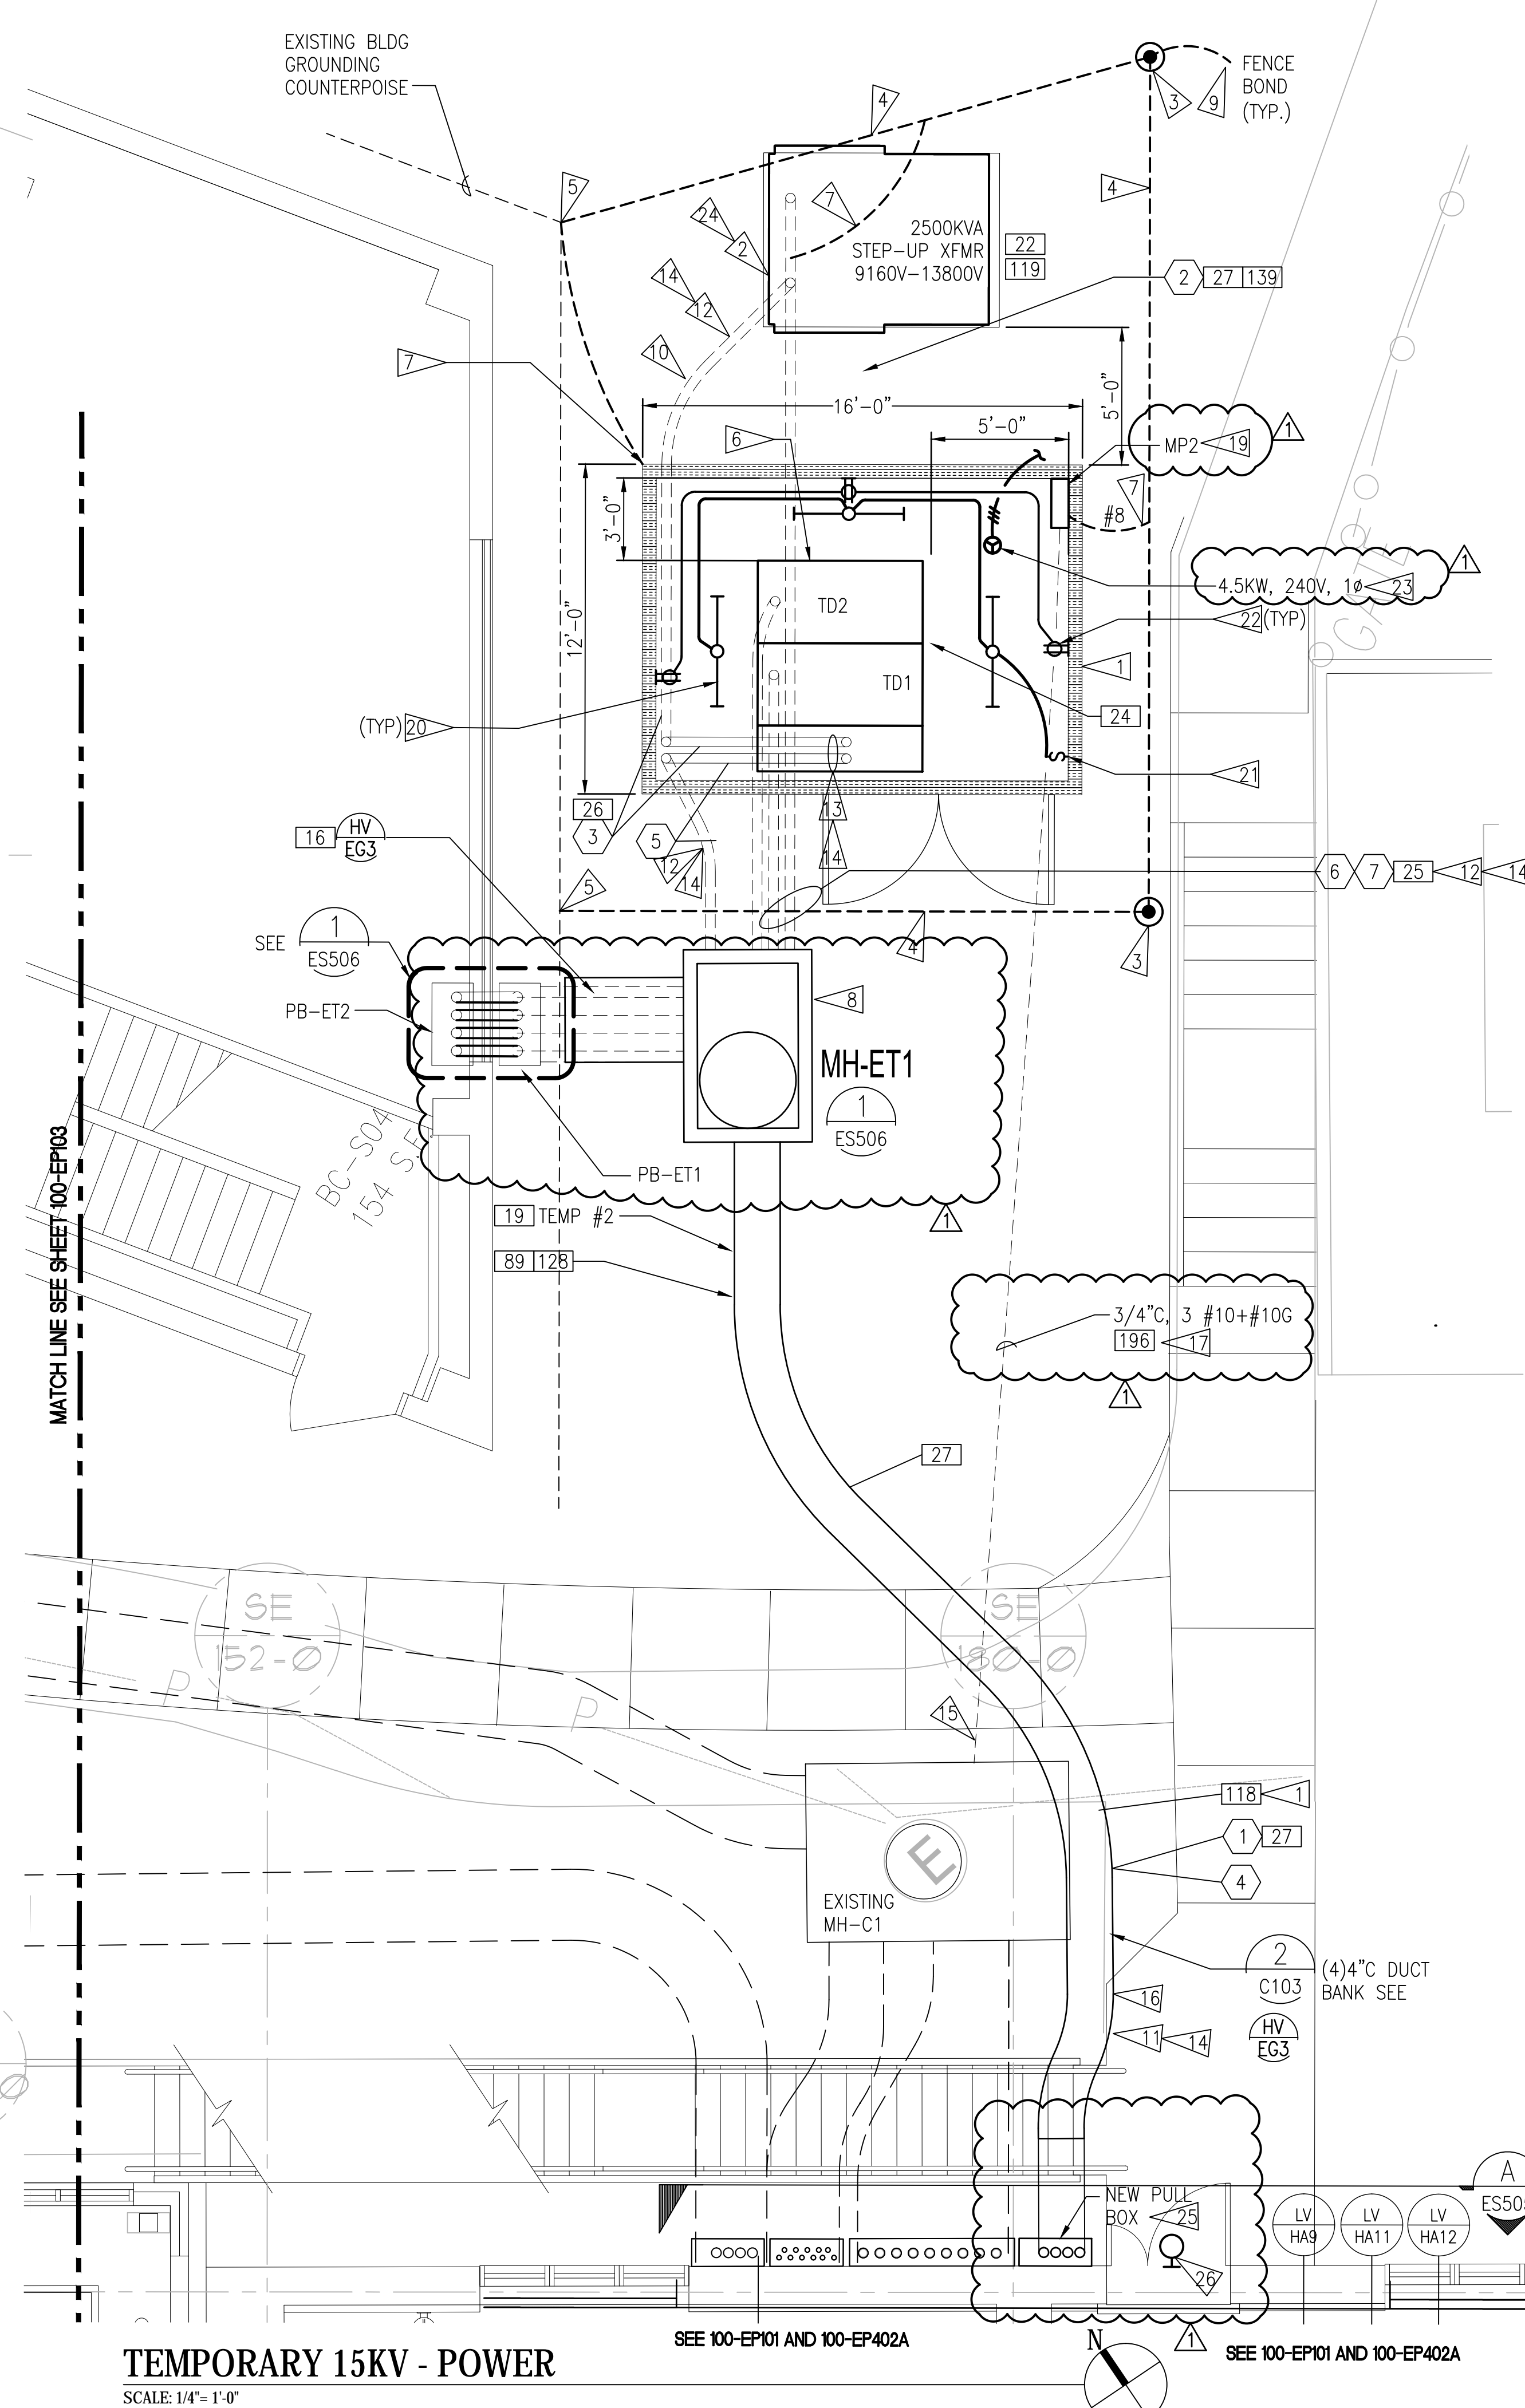 EXISTING BLDG
GROUNDING
COUNTERPOISE
FENCE
BOND
(TYP.)
3
9
4
4
5
7
24
2
2500KVA
STEP-UP XFMR
9160V-13800V
22
119
2
27
139
14
12
10
7
16'-0"
5'-0"
5'-0"
MP2
19
1
6
7
#8
3'-0"
12'-0"
TD2
TD1
4.5KW, 240V, 1ø
23
1
GATE
22
(TYP)
1
24
(TYP)
20
21
26
3
5
12
14
13
14
16
HV
EG3
5
6
7
25
12
14
4
3
SEE
1
ES506
PB-ET2
8
MH-ET1
1
ES506
PB-ET1
1
BC-S04
154 S.F.
MATCH LINE SEE SHEET 100-EP103
19
TEMP #2
89
128
3/4"C, 3 #10+#10G
196
17
1
27
SE
152-Ø
SE
180-Ø
P
P
15
118
1
1
27
4
E
EXISTING
MH-C1
2
C103
(4)4"C DUCT
BANK SEE
HV
EG3
16
11
14
Ø
NEW PULL
BOX
25
26
LV
HA9
LV
HA11
LV
HA12
A
1
SEE 100-EP101 AND 100-EP402A
SEE 100-EP101 AND 100-EP402A
N
TEMPORARY 15KV - POWER
SCALE: 1/4"= 1'-0"